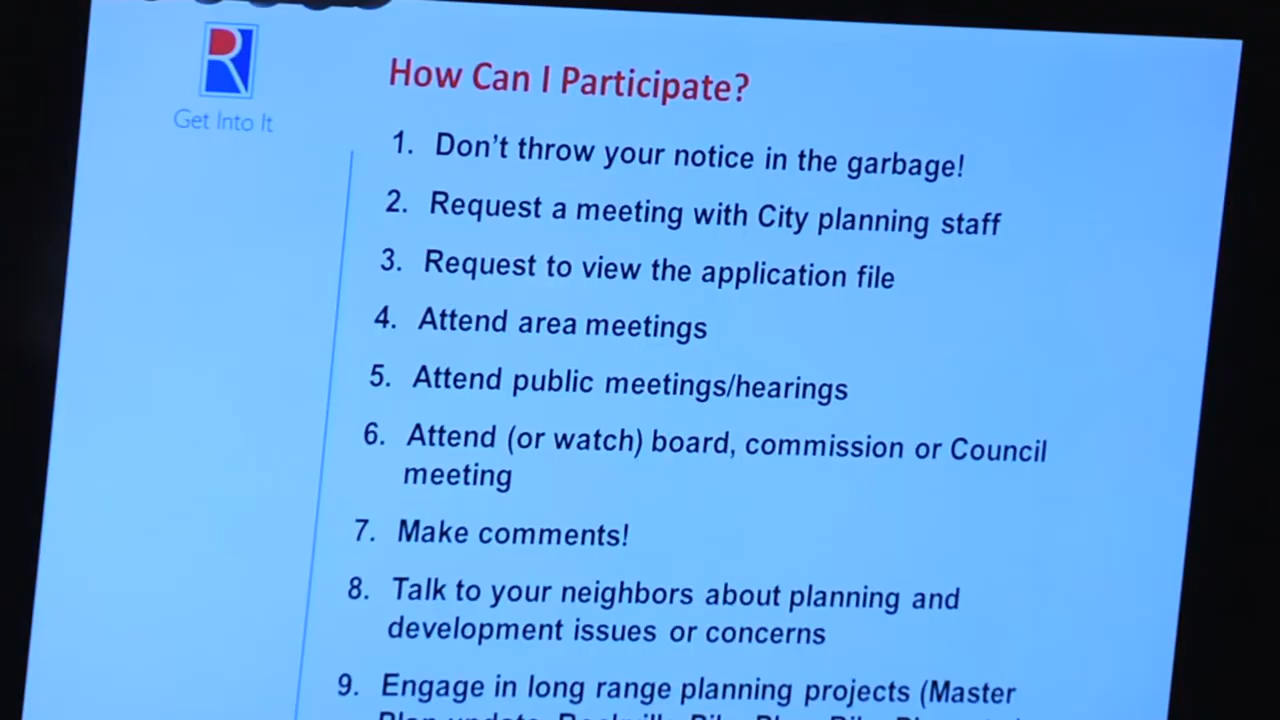 R
Get Into It
How Can I Participate?
1. Don't throw your notice in the garbage!
2. Request a meeting with City planning staff
3. Request to view the application file
4. Attend area meetings
5. Attend public meetings/hearings
6. Attend (or watch) board, commission or Council
meeting
7. Make comments!
8. Talk to your neighbors about planning and
development issues or concerns
9. Engage in long range planning projects (Master